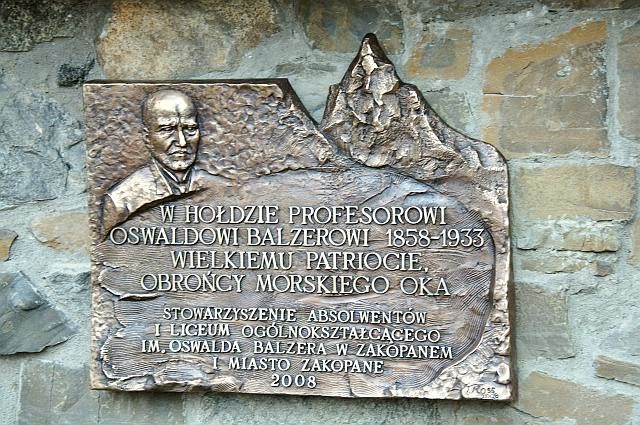 W HOŁDZIE PROFESOROWI
OSWALDOWI BALZEROWI 1858-1933
WIELKIEMU PATRIOCIE,
OBROŃCY MORSKIEGO OKA
STOWARZYSZENIE ABSOLWENTÓW
I LICEUM OGÓLNOKSZTAŁCĄCEGO
IM. OSWALDA BALZERA W ZAKOPANEM
I MIASTO ZAKOPANE
2008